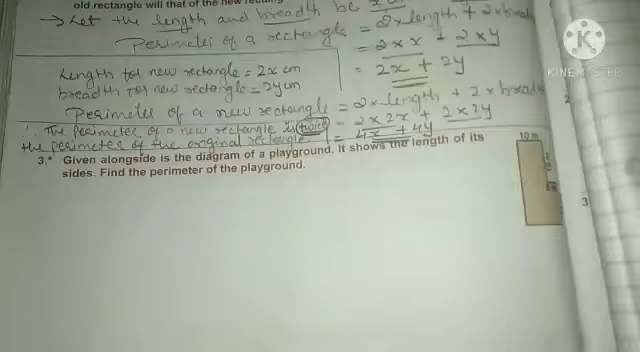 old rectangle will that of the new
→ Let the length and breadth be
Perimeter of a rectangle = 2 x length + 2 x
= 2 x x + 2 x y
= 2x + 2y
Length for new rectangle = 2x cm
breadth for new rectangle = 2y cm
Perimeter of a new rectangle = 2 x length + 2 x
= 2 x 2x + 2 x 2y
= 4x + 4y
∴ The perimeter of a new rectangle is twice
the perimeter of the original rectangle.
3.* Given alongside is the diagram of a playground. It shows the length of its
sides. Find the perimeter of the playground.
10 m
3
KINEMASTER